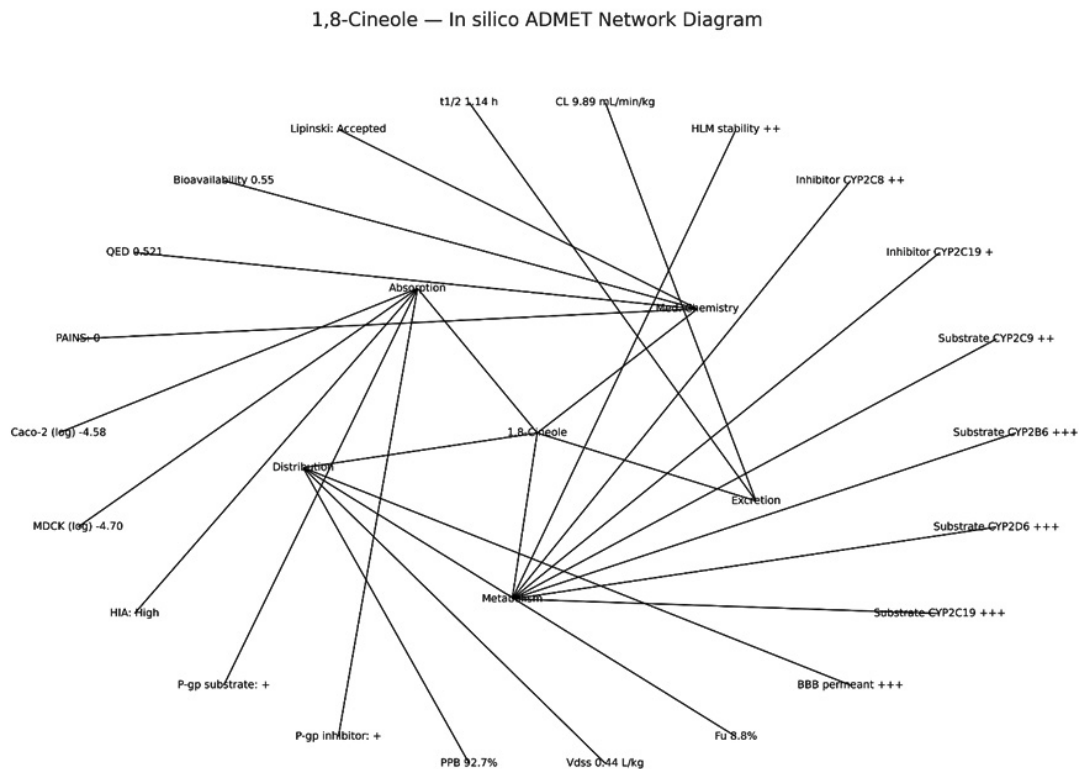 1,8-Cineole — In silico ADMET Network Diagram
t1/2 1.14 h
CL 9.89 mL/min/kg
Lipinski: Accepted
HLM stability ++
Bioavailability 0.55
Inhibitor CYP2C8 ++
QED 0.521
Inhibitor CYP2C19 +
Absorption
Med. Chemistry
PAINS: 0
Substrate CYP2C9 ++
Caco-2 (log) -4.58
1,8-Cineole
Substrate CYP2B6 +++
Distribution
Excretion
MDCK (log) -4.70
Substrate CYP2D6 +++
Metabolism
HIA: High
Substrate CYP2C19 +++
P-gp substrate: +
BBB permeant +++
P-gp inhibitor: +
Fu 8.8%
PPB 92.7%
Vdss 0.44 L/kg